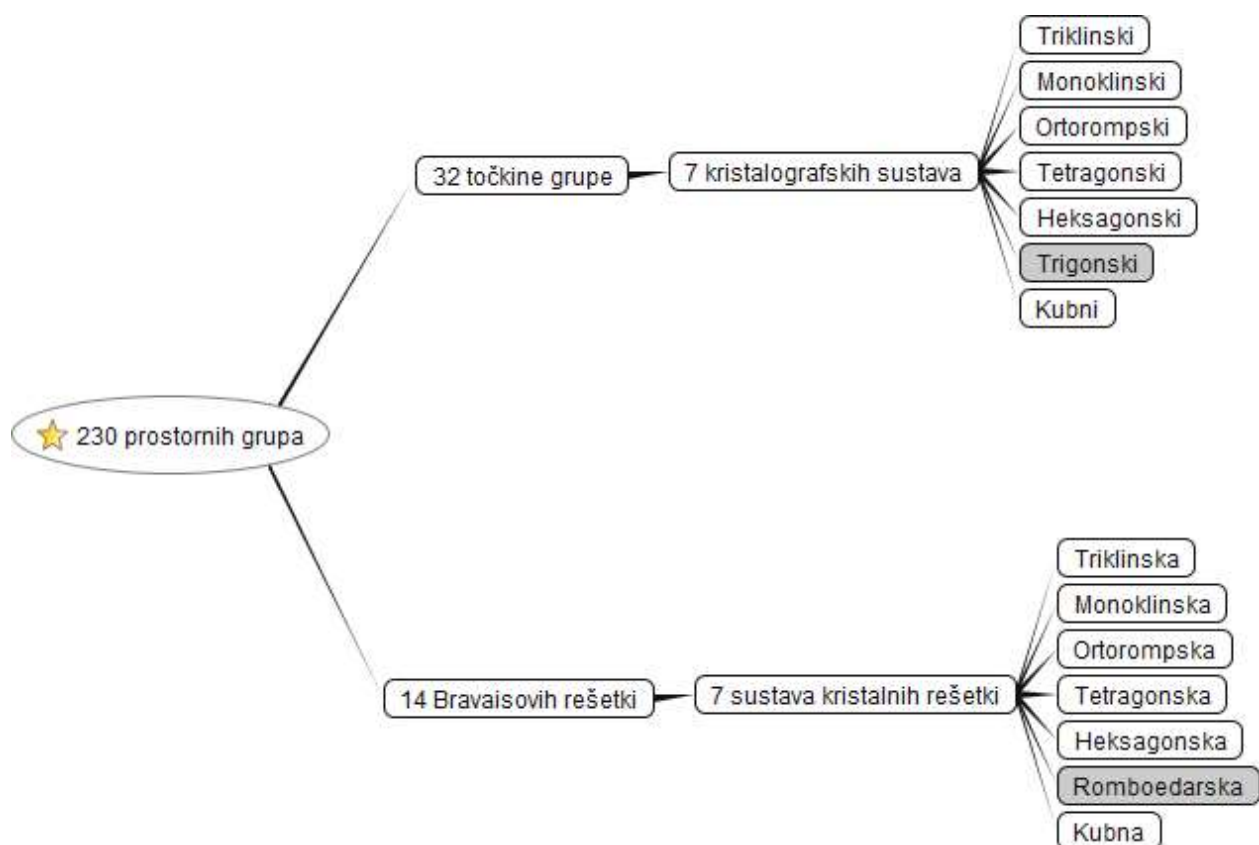 230 prostornih grupa
32 točkine grupe
7 kristalografskih sustava
Triklinski
Monoklinski
Ortorompski
Tetragonski
Heksagonski
Trigonski
Kubni
14 Bravaisovih rešetki
7 sustava kristalnih rešetki
Triklinska
Monoklinska
Ortorompska
Tetragonska
Heksagonska
Romboedarska
Kubna